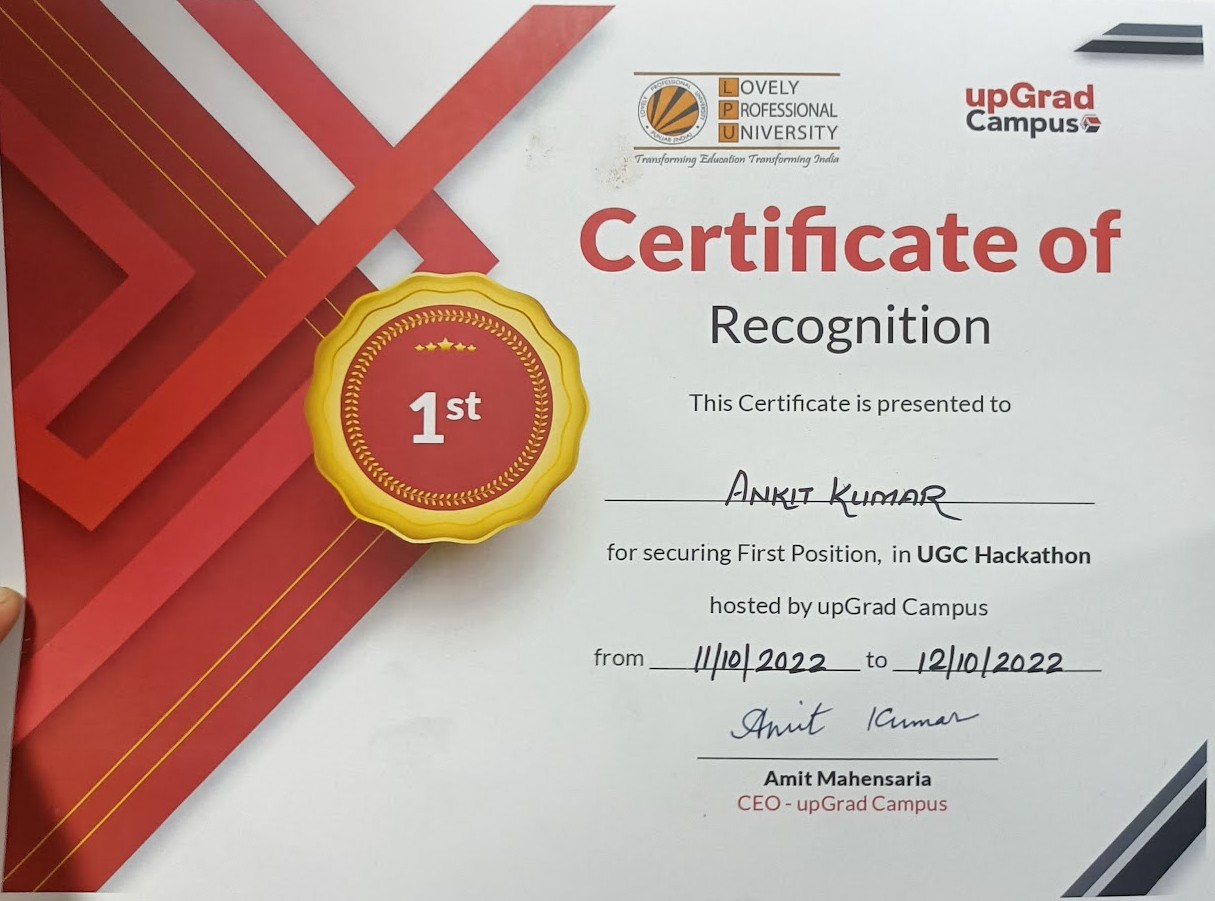 LOVELY PROFESSIONAL UNIVERSITY
PUNJAB (INDIA)
LOVELY
PROFESSIONAL
UNIVERSITY
Transforming Education Transforming India
upGrad
Campus
Certificate of
Recognition
1st
This Certificate is presented to
ANKIT KUMAR
for securing First Position, in UGC Hackathon
hosted by upGrad Campus
from 11/10/2022 to 12/10/2022
Amit Kumar
Amit Mahensaria
CEO - upGrad Campus